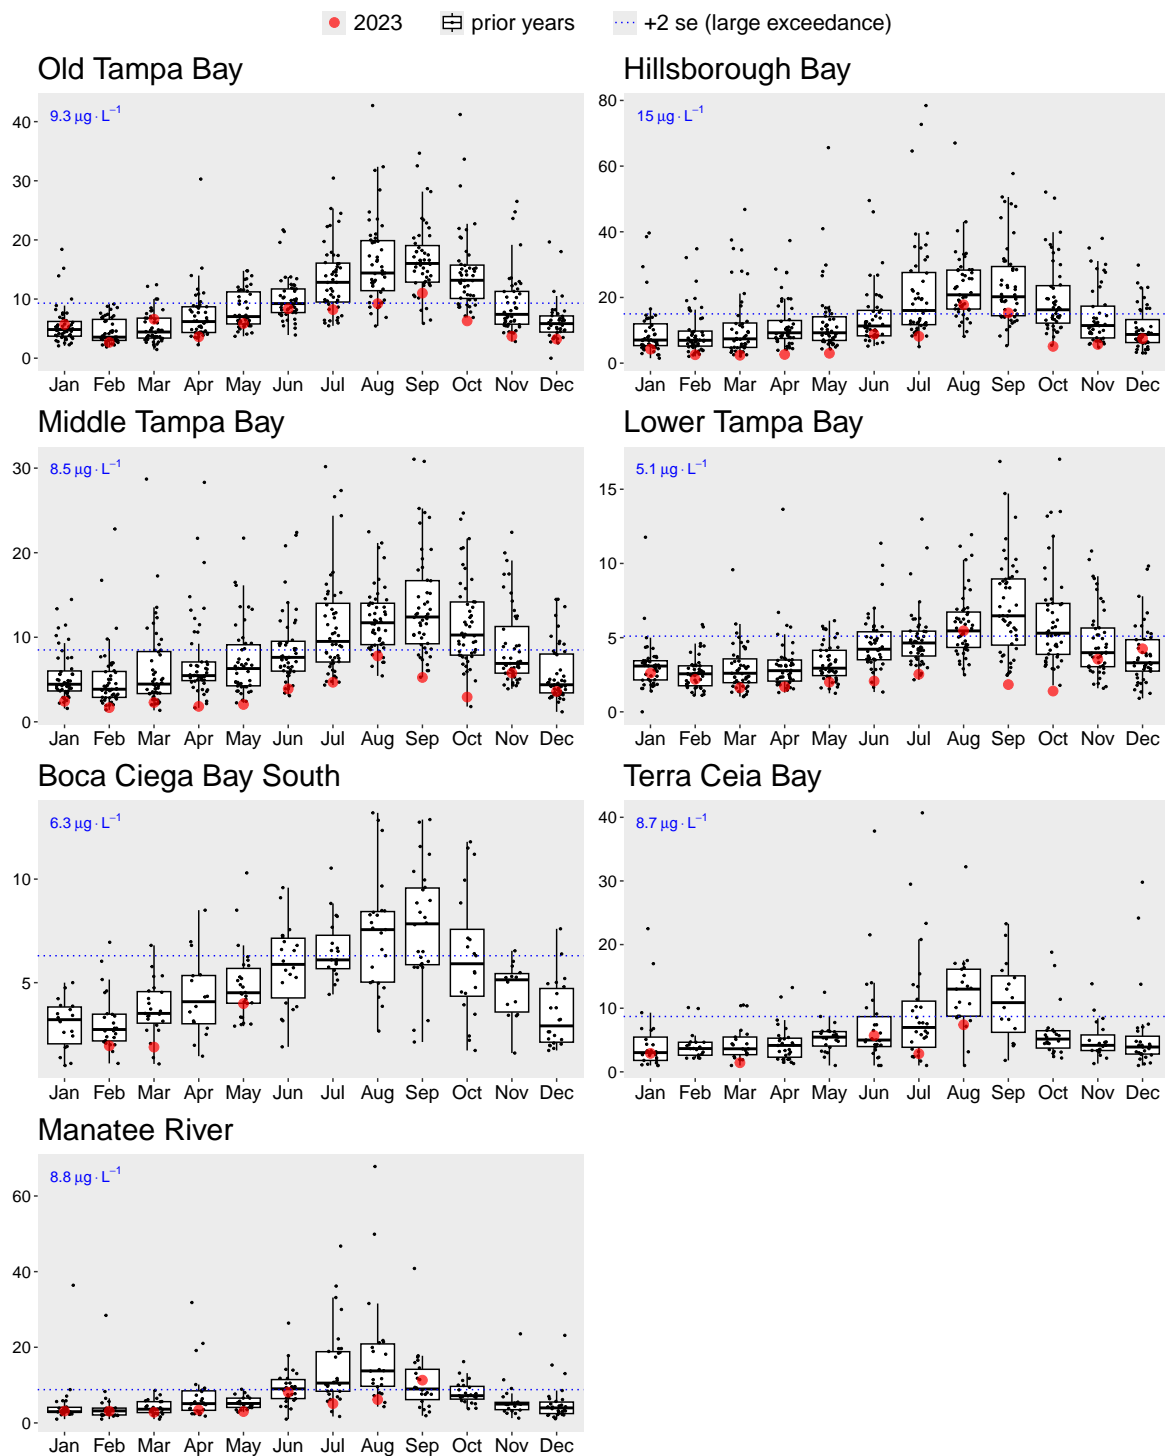 2023 prior years +2 se (large exceedance)
Old Tampa Bay
9.3 µg · L⁻¹
40
30
20
10
0
Jan Feb Mar Apr May Jun Jul Aug Sep Oct Nov Dec
Hillsborough Bay
15 µg · L⁻¹
80
60
40
20
0
Jan Feb Mar Apr May Jun Jul Aug Sep Oct Nov Dec
Middle Tampa Bay
8.5 µg · L⁻¹
30
20
10
0
Jan Feb Mar Apr May Jun Jul Aug Sep Oct Nov Dec
Lower Tampa Bay
5.1 µg · L⁻¹
15
10
5
0
Jan Feb Mar Apr May Jun Jul Aug Sep Oct Nov Dec
Boca Ciega Bay South
6.3 µg · L⁻¹
10
5
Jan Feb Mar Apr May Jun Jul Aug Sep Oct Nov Dec
Terra Ceia Bay
8.7 µg · L⁻¹
40
30
20
10
0
Jan Feb Mar Apr May Jun Jul Aug Sep Oct Nov Dec
Manatee River
8.8 µg · L⁻¹
60
40
20
0
Jan Feb Mar Apr May Jun Jul Aug Sep Oct Nov Dec